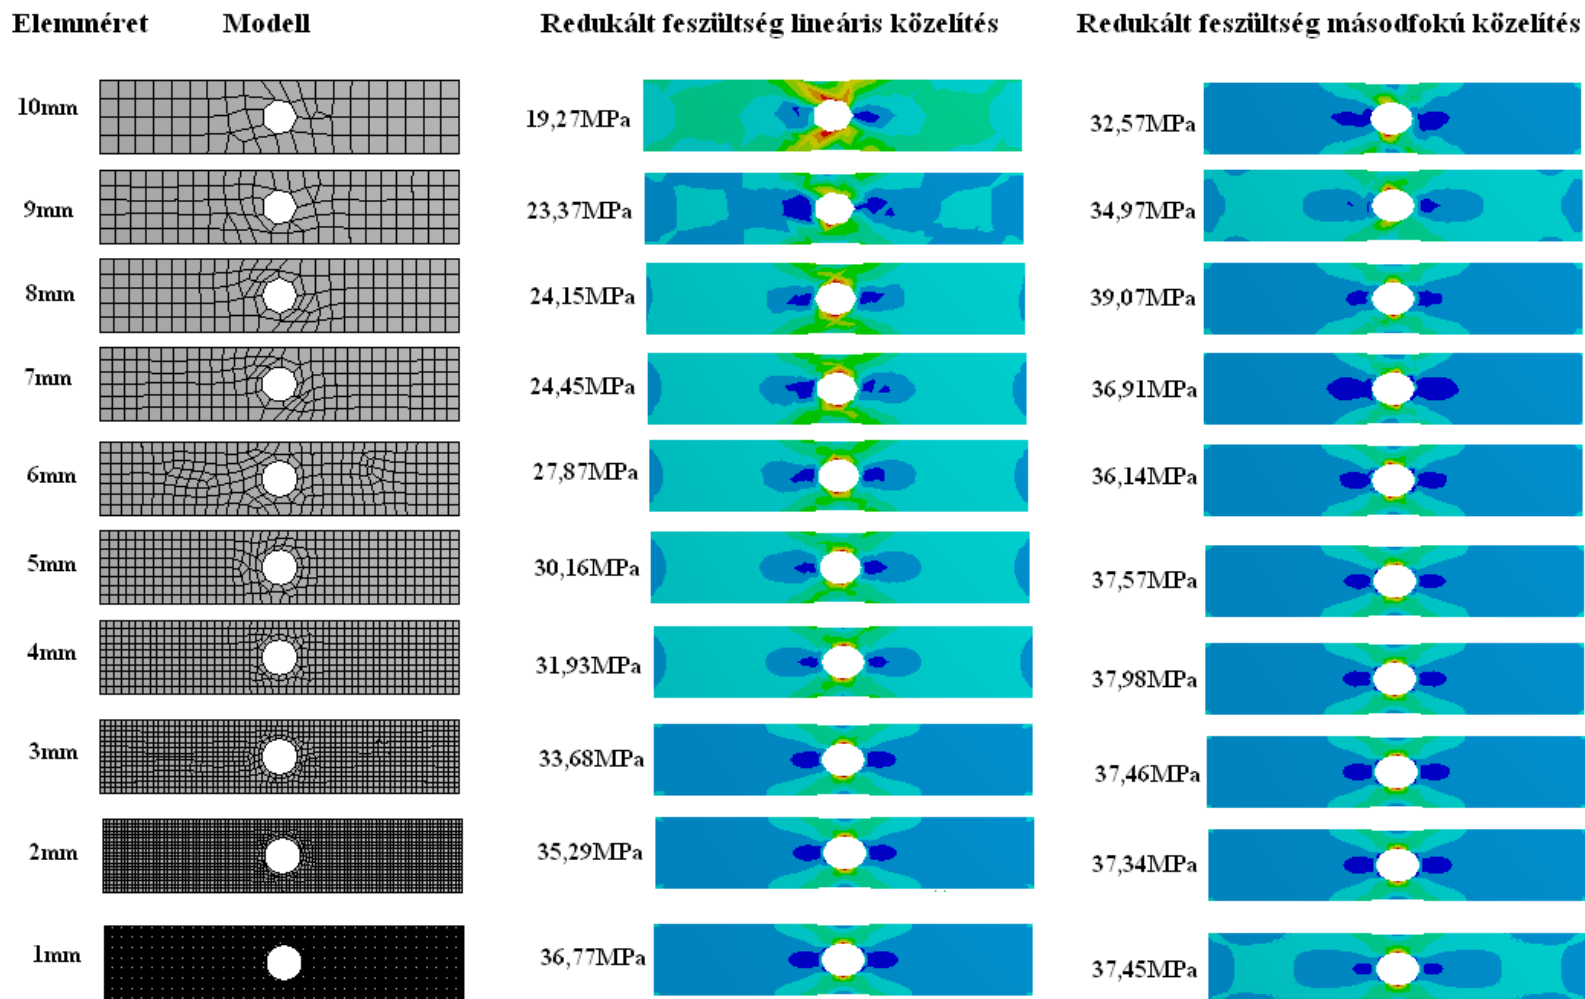 Elemméret Modell Redukált feszültség lineáris közelítés Redukált feszültség másodfokú közelítés
10mm 19,27MPa 32,57MPa
9mm 23,37MPa 34,97MPa
8mm 24,15MPa 39,07MPa
7mm 24,45MPa 36,91MPa
6mm 27,87MPa 36,14MPa
5mm 30,16MPa 37,57MPa
4mm 31,93MPa 37,98MPa
3mm 33,68MPa 37,46MPa
2mm 35,29MPa 37,34MPa
1mm 36,77MPa 37,45MPa